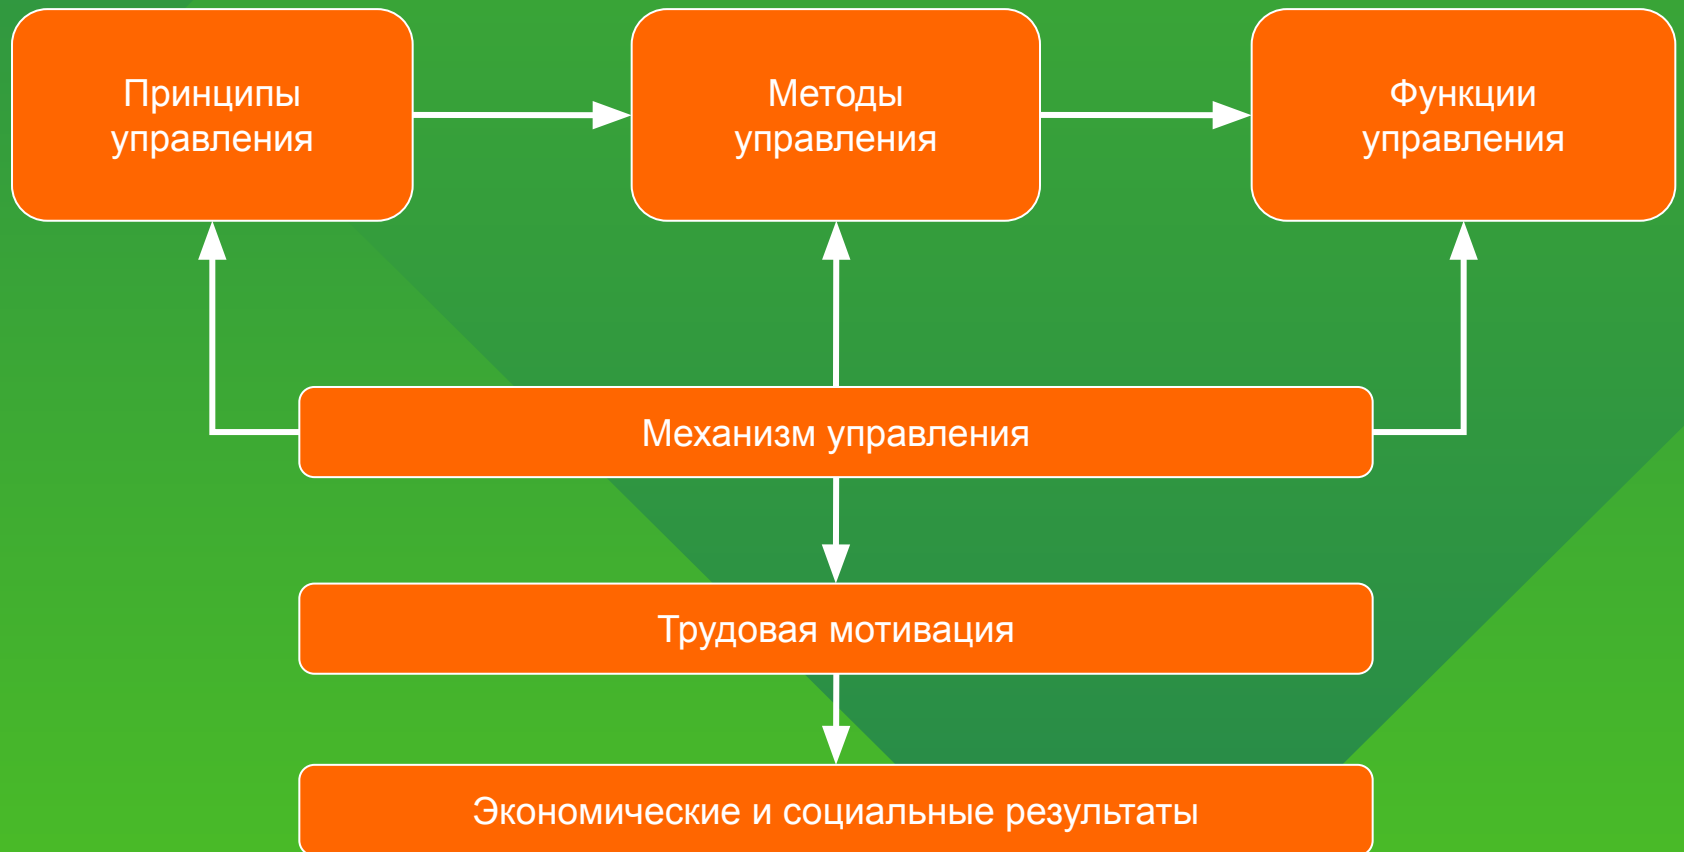 Принципы
управления
Методы
управления
Функции
управления
Механизм управления
Трудовая мотивация
Экономические и социальные результаты